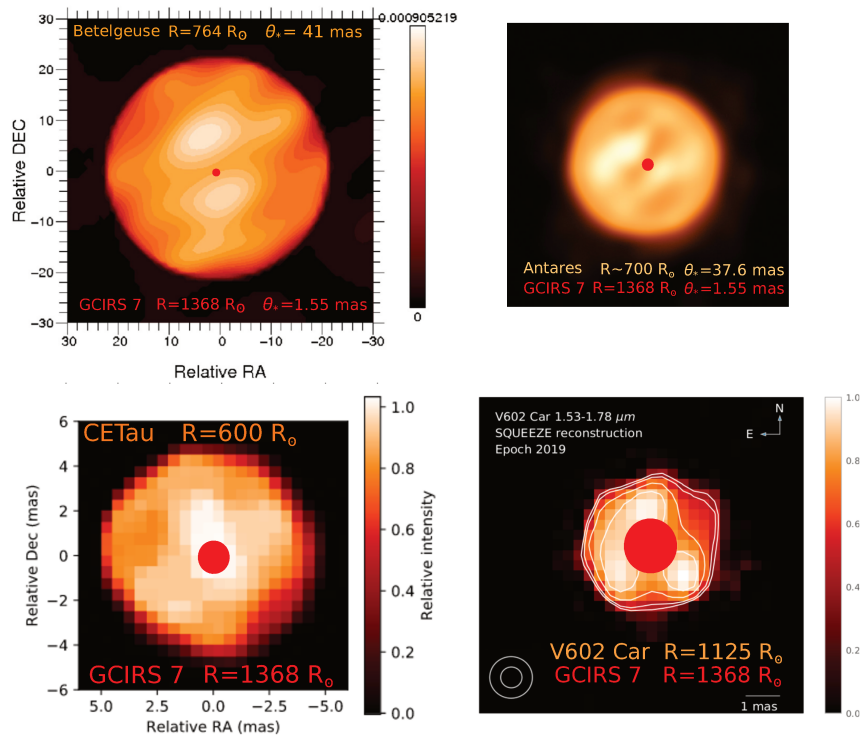 Betelgeuse R=764 R⊙ θ*= 41 mas
0.000905219
30
20
10
0
−10
−20
−30
Relative DEC
GCIRS 7 R=1368 R⊙ θ*=1.55 mas
0
30 20 10 0 −10 −20 −30
Relative RA
Antares R~700 R⊙ θ*=37.6 mas
GCIRS 7 R=1368 R⊙ θ*=1.55 mas
CETau R=600 R⊙
6
4
2
0
−2
−4
−6
Relative Dec (mas)
GCIRS 7 R=1368 R⊙
5.0 2.5 0.0 −2.5 −5.0
Relative RA (mas)
1.0
0.8
0.6
0.4
0.2
0.0
Relative intensity
V602 Car 1.53-1.78 μm
SQUEEZE reconstruction
Epoch 2019
N
E
V602 Car R=1125 R⊙
GCIRS 7 R=1368 R⊙
1 mas
1.0
0.8
0.6
0.4
0.2
0.0